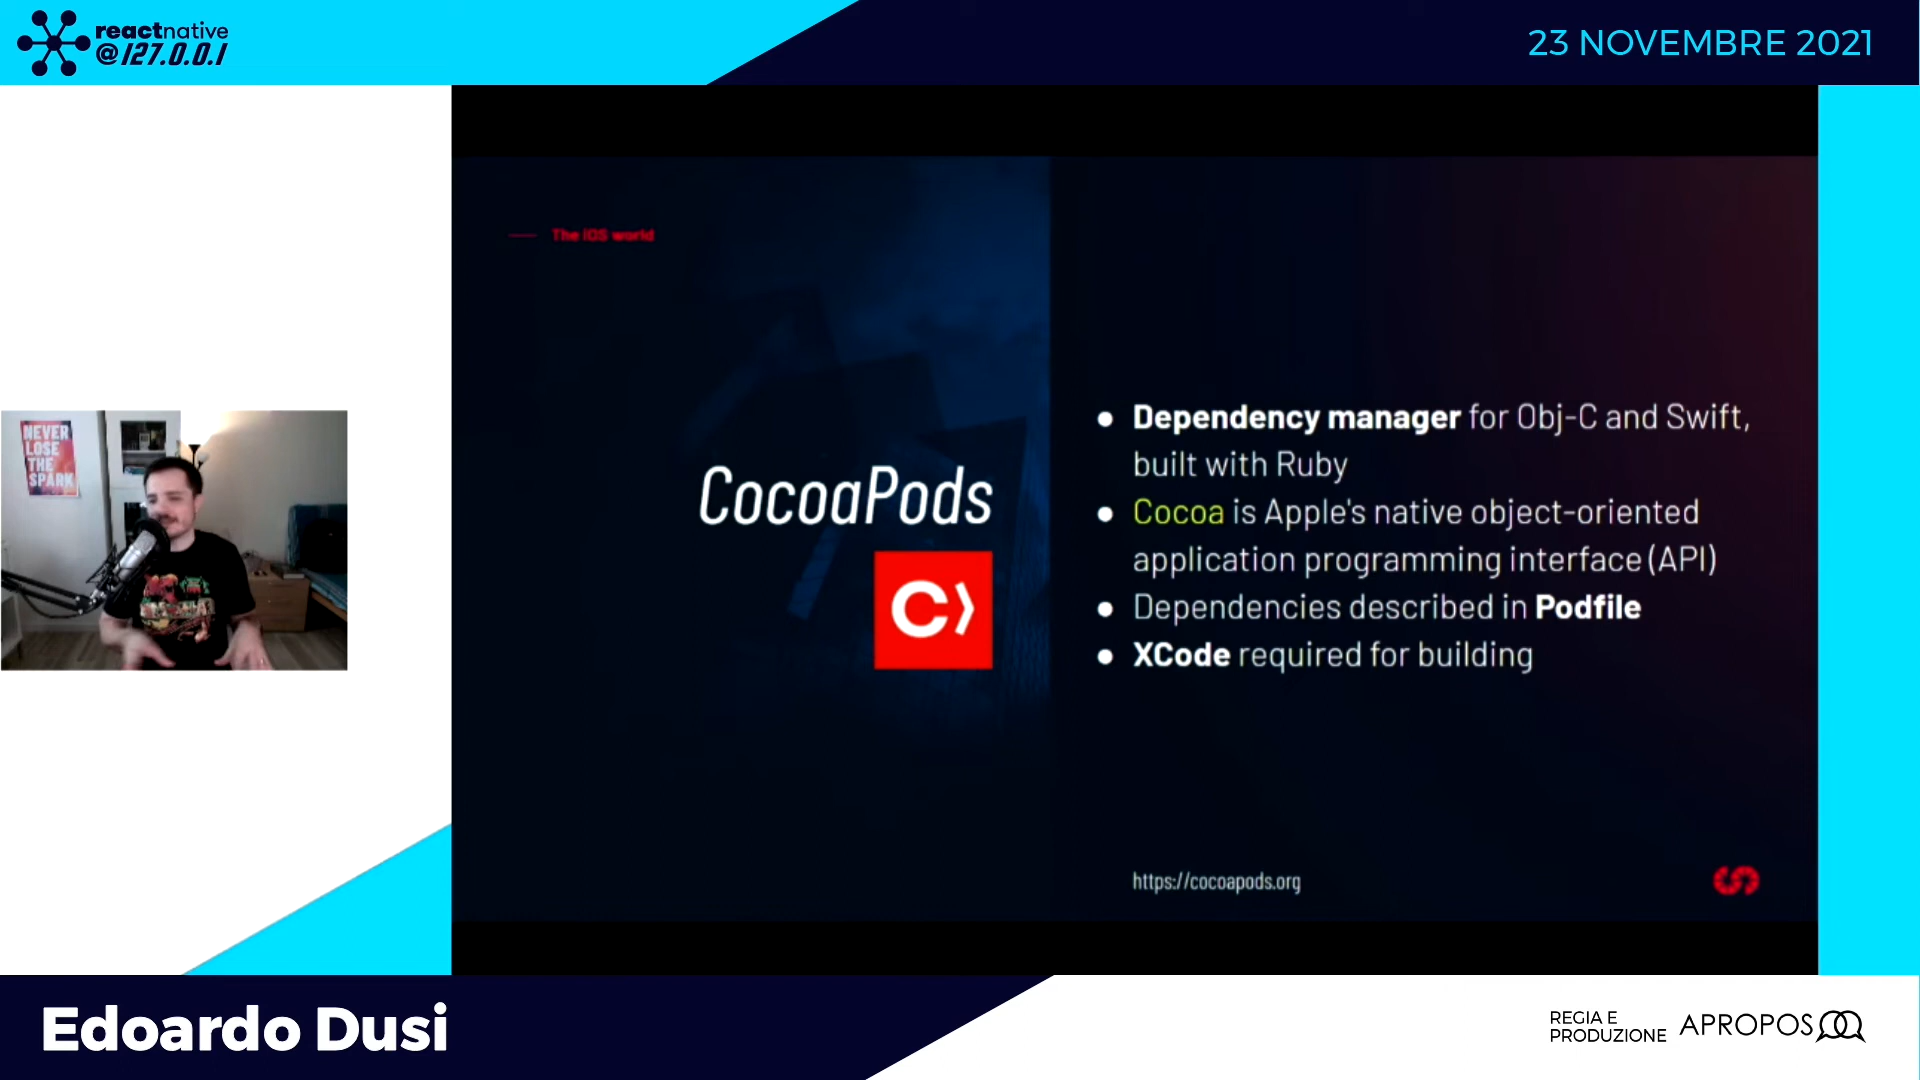 reactnative
@127.0.0.1
23 NOVEMBRE 2021
The iOS world
CocoaPods
C
Dependency manager for Obj-C and Swift,
built with Ruby
Cocoa is Apple's native object-oriented
application programming interface (API)
Dependencies described in Podfile
XCode required for building
https://cocoapods.org
NEVER
LOSE
THE
SPARK
Edoardo Dusi
REGIA E
PRODUZIONE
APROPOS